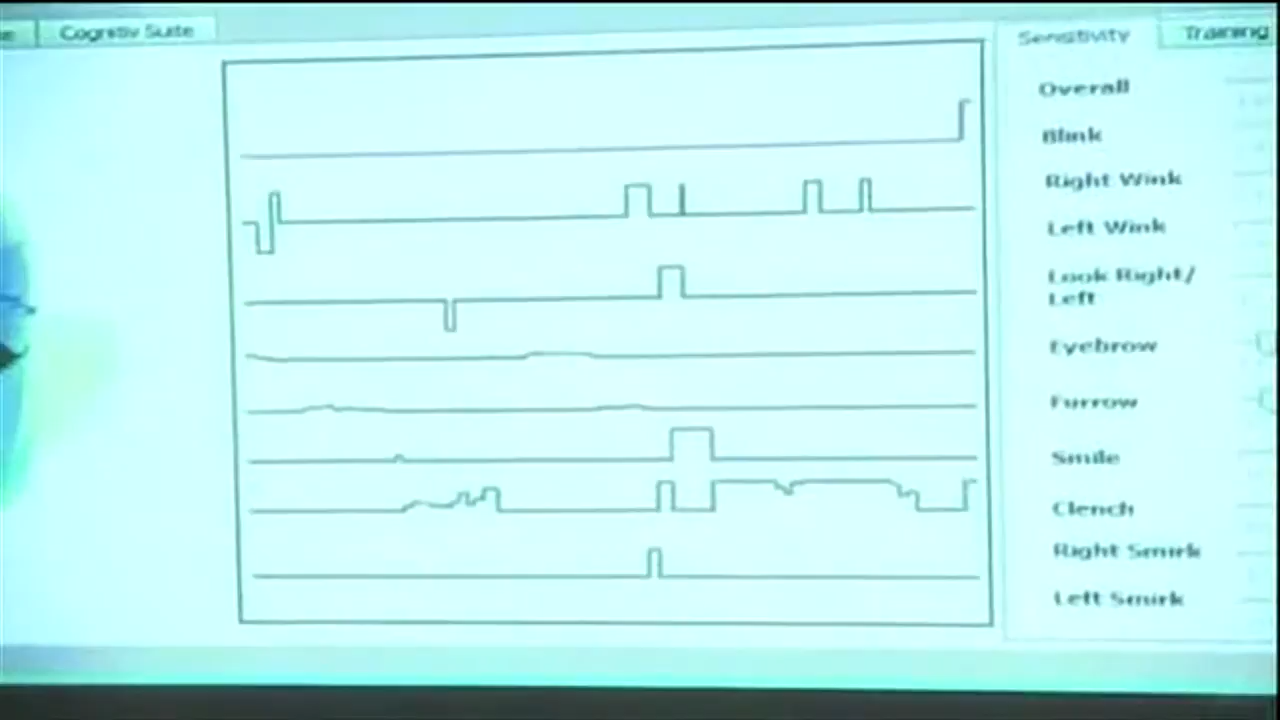 Cognitiv Suite
Sensitivity
Training
Overall
Blink
Right Wink
Left Wink
Look Right/
Left
Eyebrow
Furrow
Smile
Clench
Right Smirk
Left Smirk